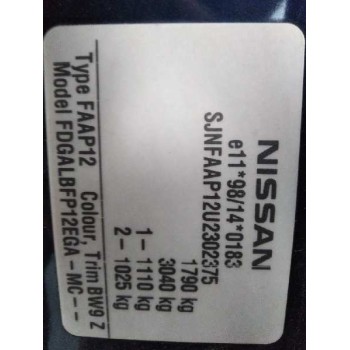 NISSAN
e11*98/14*0183
SJNFAAP12U2302375
1790 kg
3040 kg
1- 1110 kg
2- 1025 kg
Type FAAP12 Colour, Trim BW9 Z
Model FDGALBFP12EGA-MC--